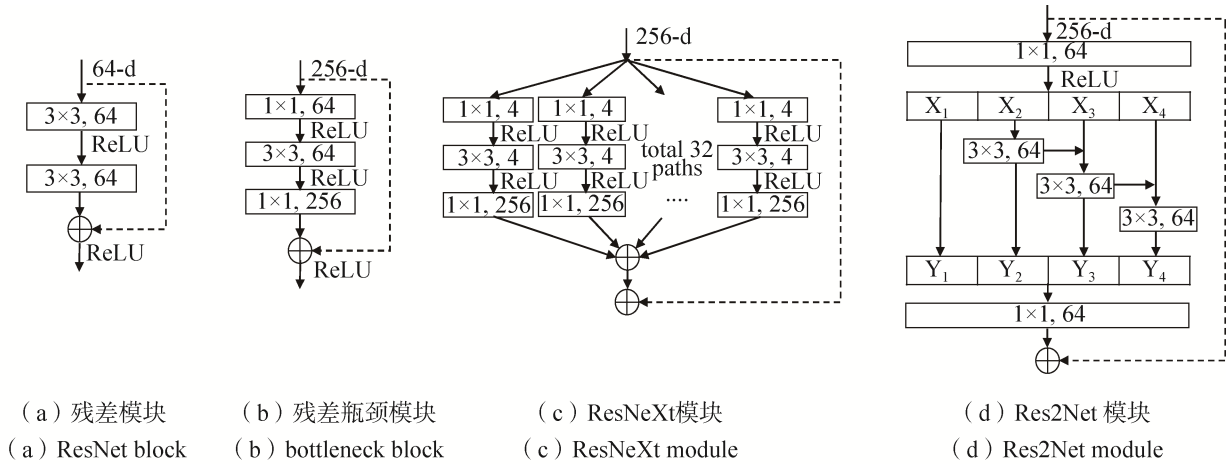 64-d
3×3, 64
ReLU
3×3, 64
ReLU
256-d
1×1, 64
ReLU
3×3, 64
ReLU
1×1, 256
ReLU
256-d
1×1, 4 1×1, 4 1×1, 4
ReLU ReLU ReLU
3×3, 4 3×3, 4 total 32 3×3, 4
paths
ReLU ReLU ReLU
1×1, 256 1×1, 256 .... 1×1, 256
256-d
1×1, 64
ReLU
X₁ X₂ X₃ X₄
3×3, 64
3×3, 64
3×3, 64
Y₁ Y₂ Y₃ Y₄
1×1, 64
（a）残差模块 （b）残差瓶颈模块 （c）ResNeXt模块 （d）Res2Net 模块
（a）ResNet block （b）bottleneck block （c）ResNeXt module （d）Res2Net module